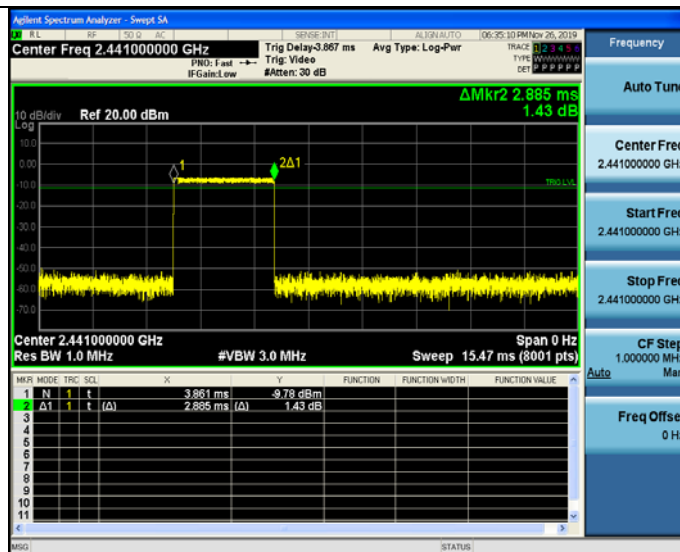 Agilent Spectrum Analyzer - Swept SA
RL RF 50 Ω AC SENSE:INT ALIGN AUTO 06:35:10 PM Nov 26, 2019
Center Freq 2.441000000 GHz Trig Delay-3.867 ms Avg Type: Log-Pwr TRACE 1 2 3 4 5 6
PNO: Fast Trig: Video TYPE WWWWWW
IFGain:Low #Atten: 30 dB DET P P P P P P
ΔMkr2 2.885 ms
1.43 dB
10 dB/div Ref 20.00 dBm
Log
10.0
0.00
-10.0
-20.0
-30.0
-40.0
-50.0
-60.0
-70.0
1
2Δ1
TRIG LVL
Center 2.441000000 GHz Span 0 Hz
Res BW 1.0 MHz #VBW 3.0 MHz Sweep 15.47 ms (8001 pts)
MKR MODE TRC SCL X Y FUNCTION FUNCTION WIDTH FUNCTION VALUE
1 N 1 t 3.861 ms -9.78 dBm
2 Δ1 1 t (Δ) 2.885 ms (Δ) 1.43 dB
3
4
5
6
7
8
9
10
11
MSG STATUS
Frequency
Auto Tune
Center Freq
2.441000000 GHz
Start Freq
2.441000000 GHz
Stop Freq
2.441000000 GHz
CF Step
1.000000 MHz
Auto Man
Freq Offset
0 Hz